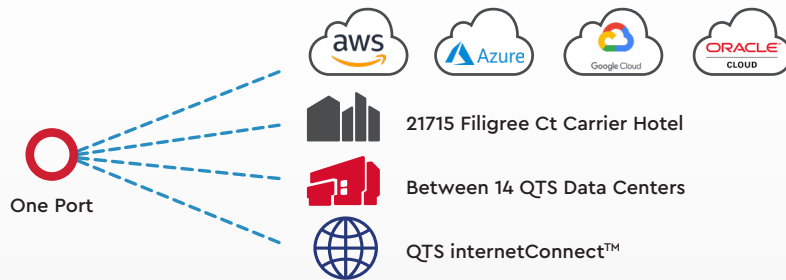 aws
Azure
Google Cloud
ORACLE®
CLOUD
21715 Filigree Ct Carrier Hotel
Between 14 QTS Data Centers
One Port
QTS internetConnect™